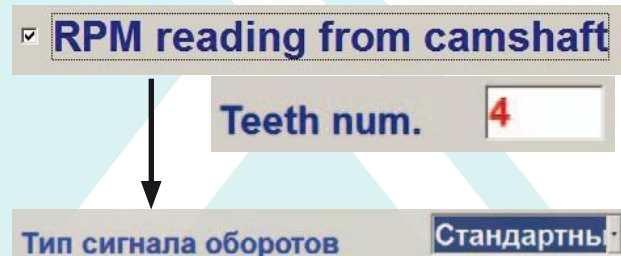 RPM reading from camshaft
Teeth num. 4
Тип сигнала оборотов Стандартны